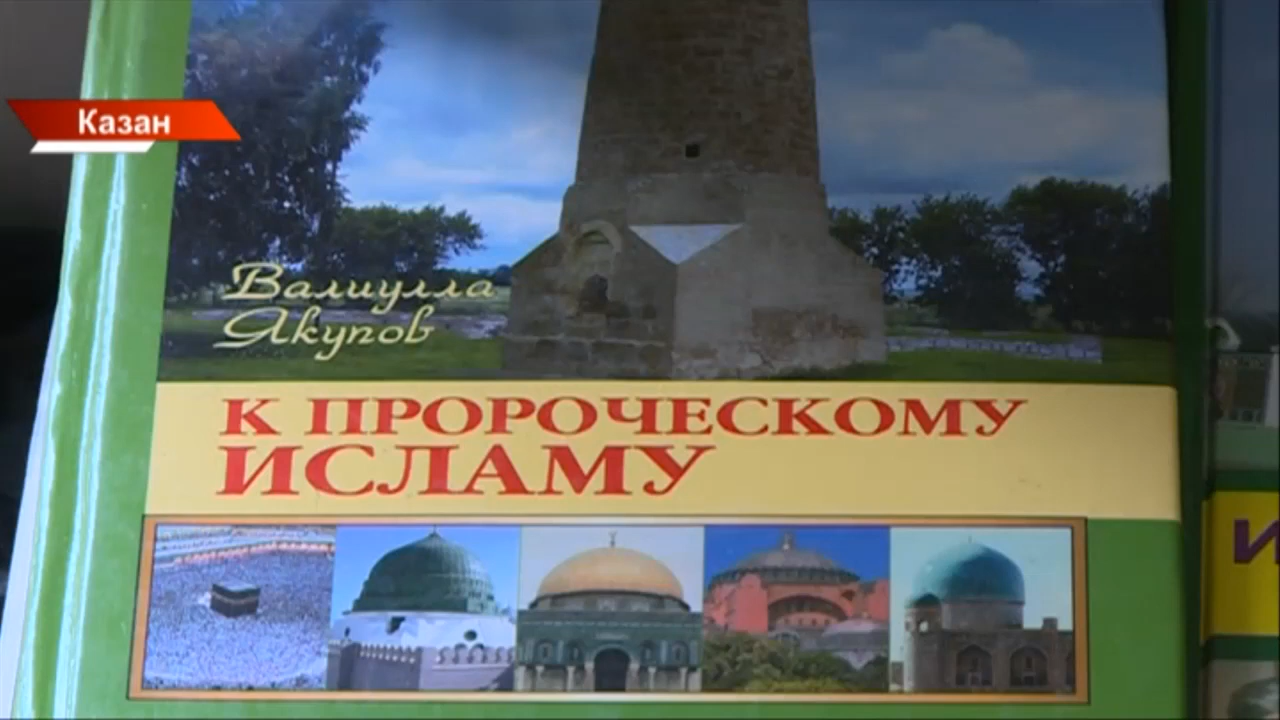 Казан
Валиулла
Якупов
К ПРОРОЧЕСКОМУ
ИСЛАМУ
И